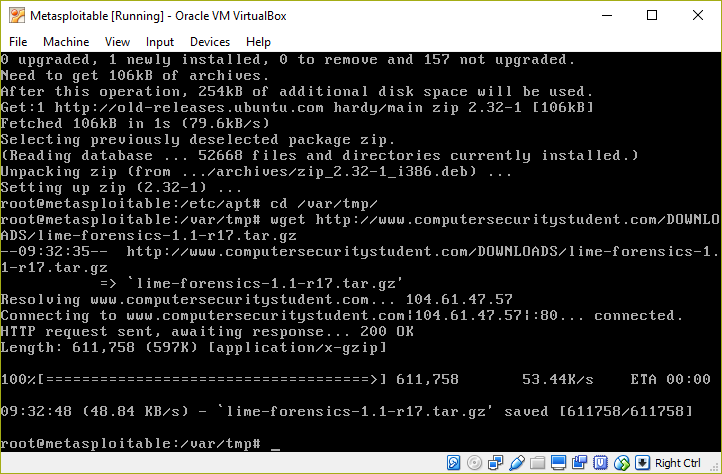 Metasploitable [Running] - Oracle VM VirtualBox
File Machine View Input Devices Help
0 upgraded, 1 newly installed, 0 to remove and 157 not upgraded.
Need to get 106kB of archives.
After this operation, 254kB of additional disk space will be used.
Get:1 http://old-releases.ubuntu.com hardy/main zip 2.32-1 [106kB]
Fetched 106kB in 1s (79.6kB/s)
Selecting previously deselected package zip.
(Reading database ... 52668 files and directories currently installed.)
Unpacking zip (from .../archives/zip_2.32-1_i386.deb) ...
Setting up zip (2.32-1) ...
root@metasploitable:/etc/apt# cd /var/tmp/
root@metasploitable:/var/tmp# wget http://www.computersecuritystudent.com/DOWNLO
ADS/lime-forensics-1.1-r17.tar.gz
--09:32:35--  http://www.computersecuritystudent.com/DOWNLOADS/lime-forensics-1.
1-r17.tar.gz
           => `lime-forensics-1.1-r17.tar.gz'
Resolving www.computersecuritystudent.com... 104.61.47.57
Connecting to www.computersecuritystudent.com|104.61.47.57|:80... connected.
HTTP request sent, awaiting response... 200 OK
Length: 611,758 (597K) [application/x-gzip]
100%[====================================>] 611,758       53.44K/s    ETA 00:00
09:32:48 (48.84 KB/s) - `lime-forensics-1.1-r17.tar.gz' saved [611758/611758]
root@metasploitable:/var/tmp# _
Right Ctrl